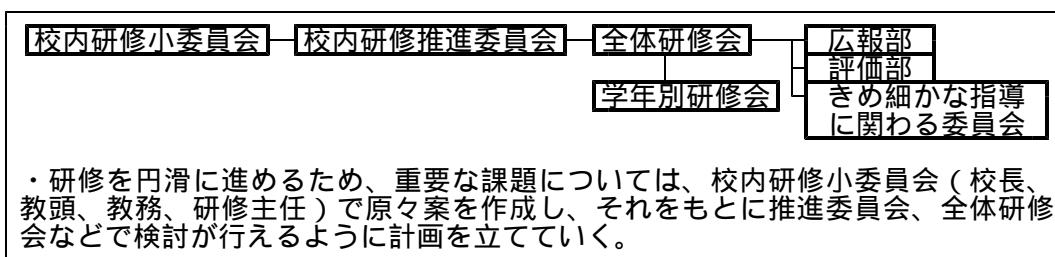 校内研修小委員会 校内研修推進委員会 全体研修会 広報部
評価部
学年別研修会 きめ細かな指導
に関わる委員会
・研修を円滑に進めるため、重要な課題については、校内研修小委員会（校長、
教頭、教務、研修主任）で原々案を作成し、それをもとに推進委員会、全体研修
会などで検討が行えるように計画を立てていく。